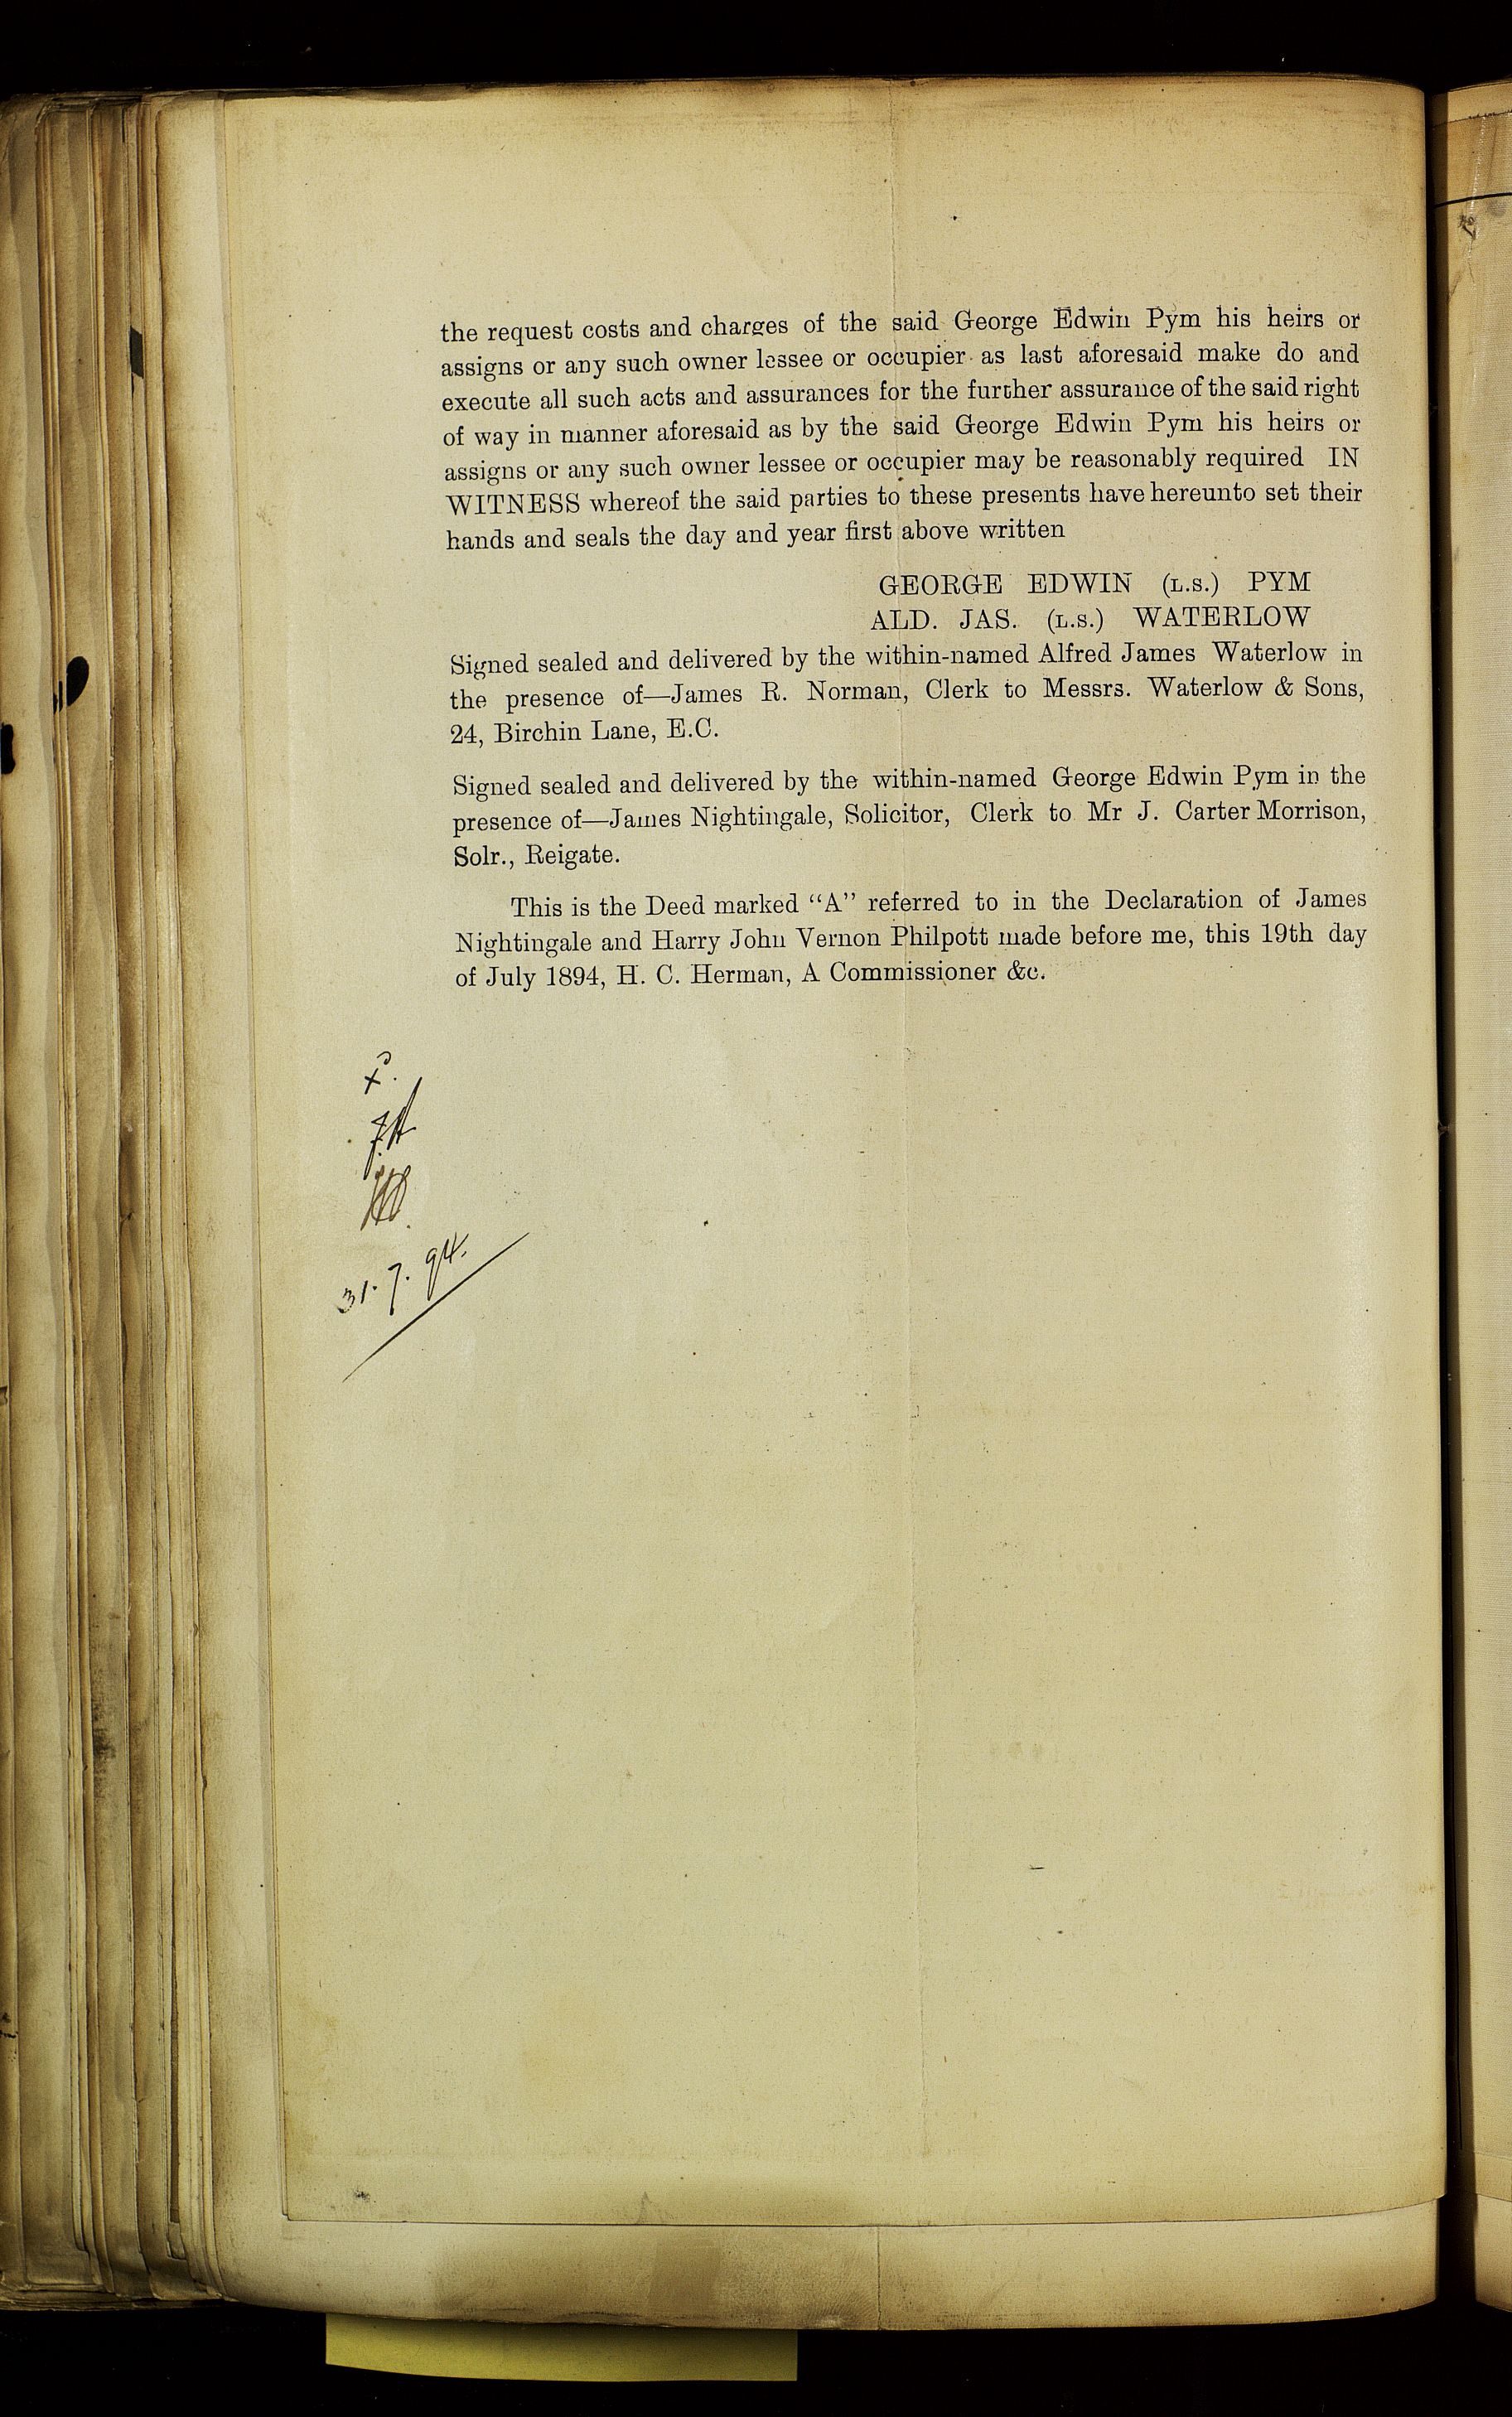 the request costs and charges of the said George Edwin Pym his heirs or
assigns or any such owner lessee or occupier as last aforesaid make do and
execute all such acts and assurances for the further assurance of the said right
of way in manner aforesaid as by the said George Edwin Pym his heirs or
assigns or any such owner lessee or occupier may be reasonably required IN
WITNESS whereof the said parties to these presents have hereunto set their
hands and seals the day and year first above written
GEORGE EDWIN (L.S.) PYM
ALD. JAS. (L.S.) WATERLOW
Signed sealed and delivered by the within-named Alfred James Waterlow in
the presence of—James R. Norman, Clerk to Messrs. Waterlow & Sons,
24, Birchin Lane, E.C.
Signed sealed and delivered by the within-named George Edwin Pym in the
presence of—James Nightingale, Solicitor, Clerk to Mr J. Carter Morrison,
Solr., Reigate.
This is the Deed marked “A” referred to in the Declaration of James
Nightingale and Harry John Vernon Philpott made before me, this 19th day
of July 1894, H. C. Herman, A Commissioner &c.
31. 7. 94.